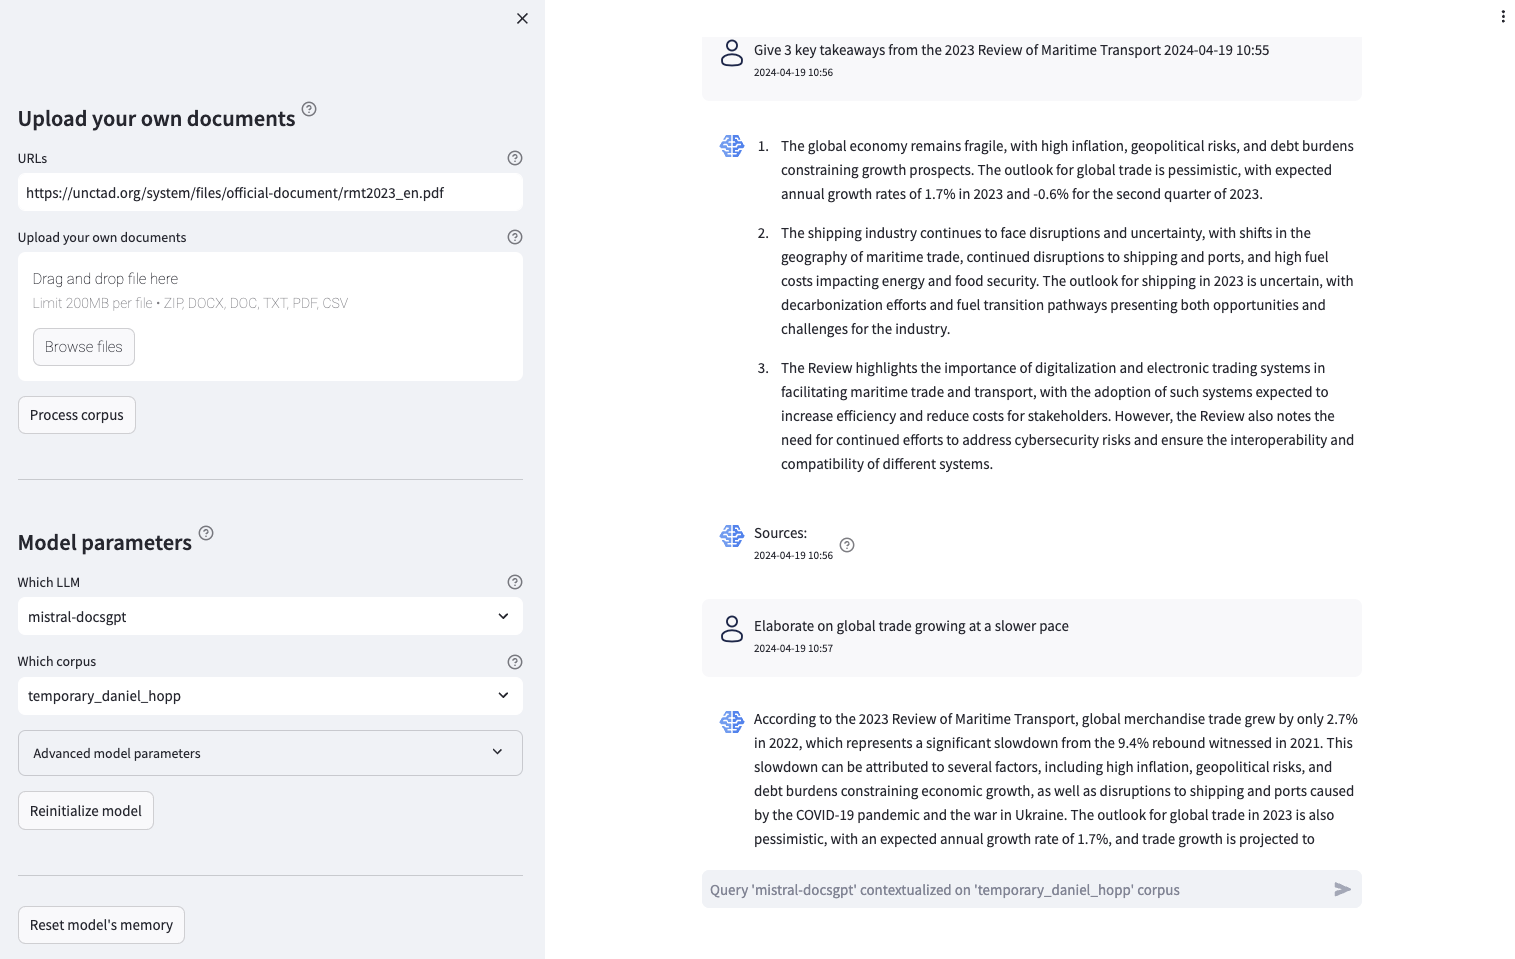 Upload your own documents
URLs
https://unctad.org/system/files/official-document/rmt2023_en.pdf
Upload your own documents
Drag and drop file here
Limit 200MB per file • ZIP, DOCX, DOC, TXT, PDF, CSV
Browse files
Process corpus
Model parameters
Which LLM
mistral-docsgpt
Which corpus
temporary_daniel_hopp
Advanced model parameters
Reinitialize model
Reset model's memory
Give 3 key takeaways from the 2023 Review of Maritime Transport 2024-04-19 10:55
2024-04-19 10:56
1. The global economy remains fragile, with high inflation, geopolitical risks, and debt burdens
constraining growth prospects. The outlook for global trade is pessimistic, with expected
annual growth rates of 1.7% in 2023 and -0.6% for the second quarter of 2023.
2. The shipping industry continues to face disruptions and uncertainty, with shifts in the
geography of maritime trade, continued disruptions to shipping and ports, and high fuel
costs impacting energy and food security. The outlook for shipping in 2023 is uncertain, with
decarbonization efforts and fuel transition pathways presenting both opportunities and
challenges for the industry.
3. The Review highlights the importance of digitalization and electronic trading systems in
facilitating maritime trade and transport, with the adoption of such systems expected to
increase efficiency and reduce costs for stakeholders. However, the Review also notes the
need for continued efforts to address cybersecurity risks and ensure the interoperability and
compatibility of different systems.
Sources:
2024-04-19 10:56
Elaborate on global trade growing at a slower pace
2024-04-19 10:57
According to the 2023 Review of Maritime Transport, global merchandise trade grew by only 2.7%
in 2022, which represents a significant slowdown from the 9.4% rebound witnessed in 2021. This
slowdown can be attributed to several factors, including high inflation, geopolitical risks, and
debt burdens constraining economic growth, as well as disruptions to shipping and ports caused
by the COVID-19 pandemic and the war in Ukraine. The outlook for global trade in 2023 is also
pessimistic, with an expected annual growth rate of 1.7%, and trade growth is projected to
Query 'mistral-docsgpt' contextualized on 'temporary_daniel_hopp' corpus